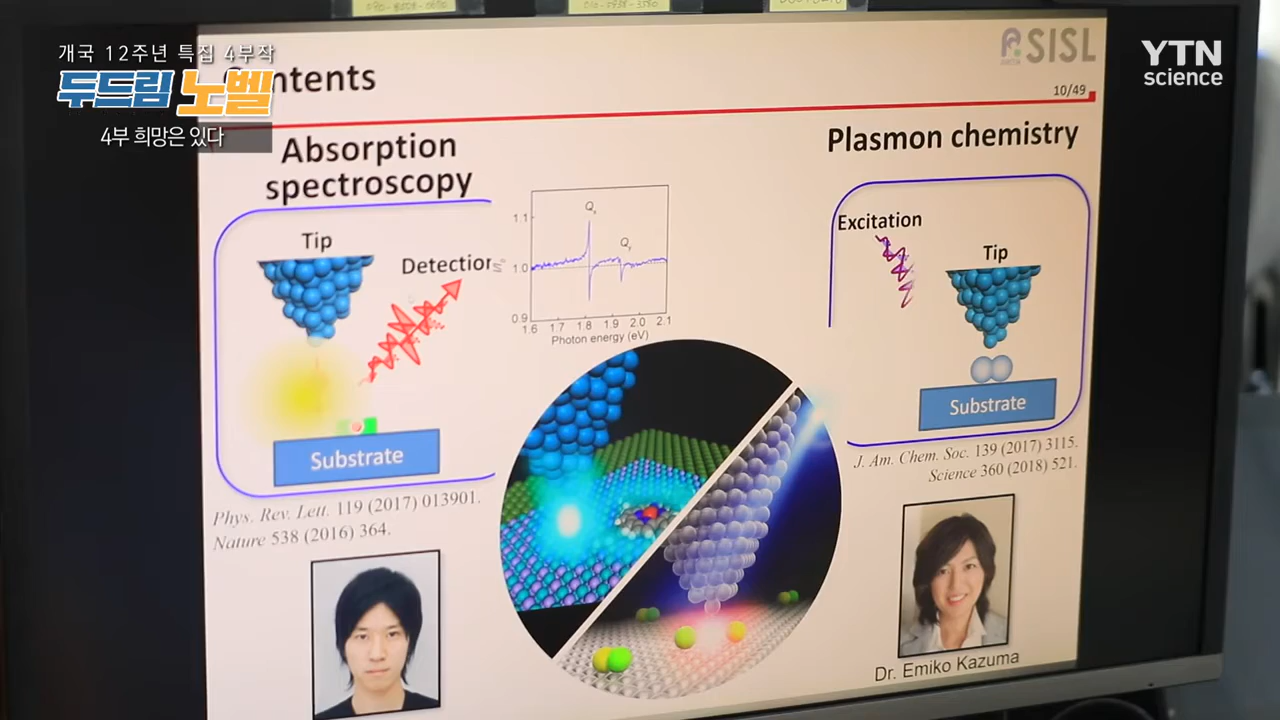 개국 12주년 특집 4부작
두드림 노벨
4부 희망은 있다
YTN
science
SISL
ntents
10/49
Absorption
spectroscopy
Tip
Detection
Substrate
Phys. Rev. Lett. 119 (2017) 013901.
Nature 538 (2016) 364.
1.1
1.0
0.9
Qx
Qy
1.6 1.7 1.8 1.9 2.0 2.1
Photon energy (eV)
Plasmon chemistry
Excitation
Tip
Substrate
J. Am. Chem. Soc. 139 (2017) 3115.
Science 360 (2018) 521.
Dr. Emiko Kazuma